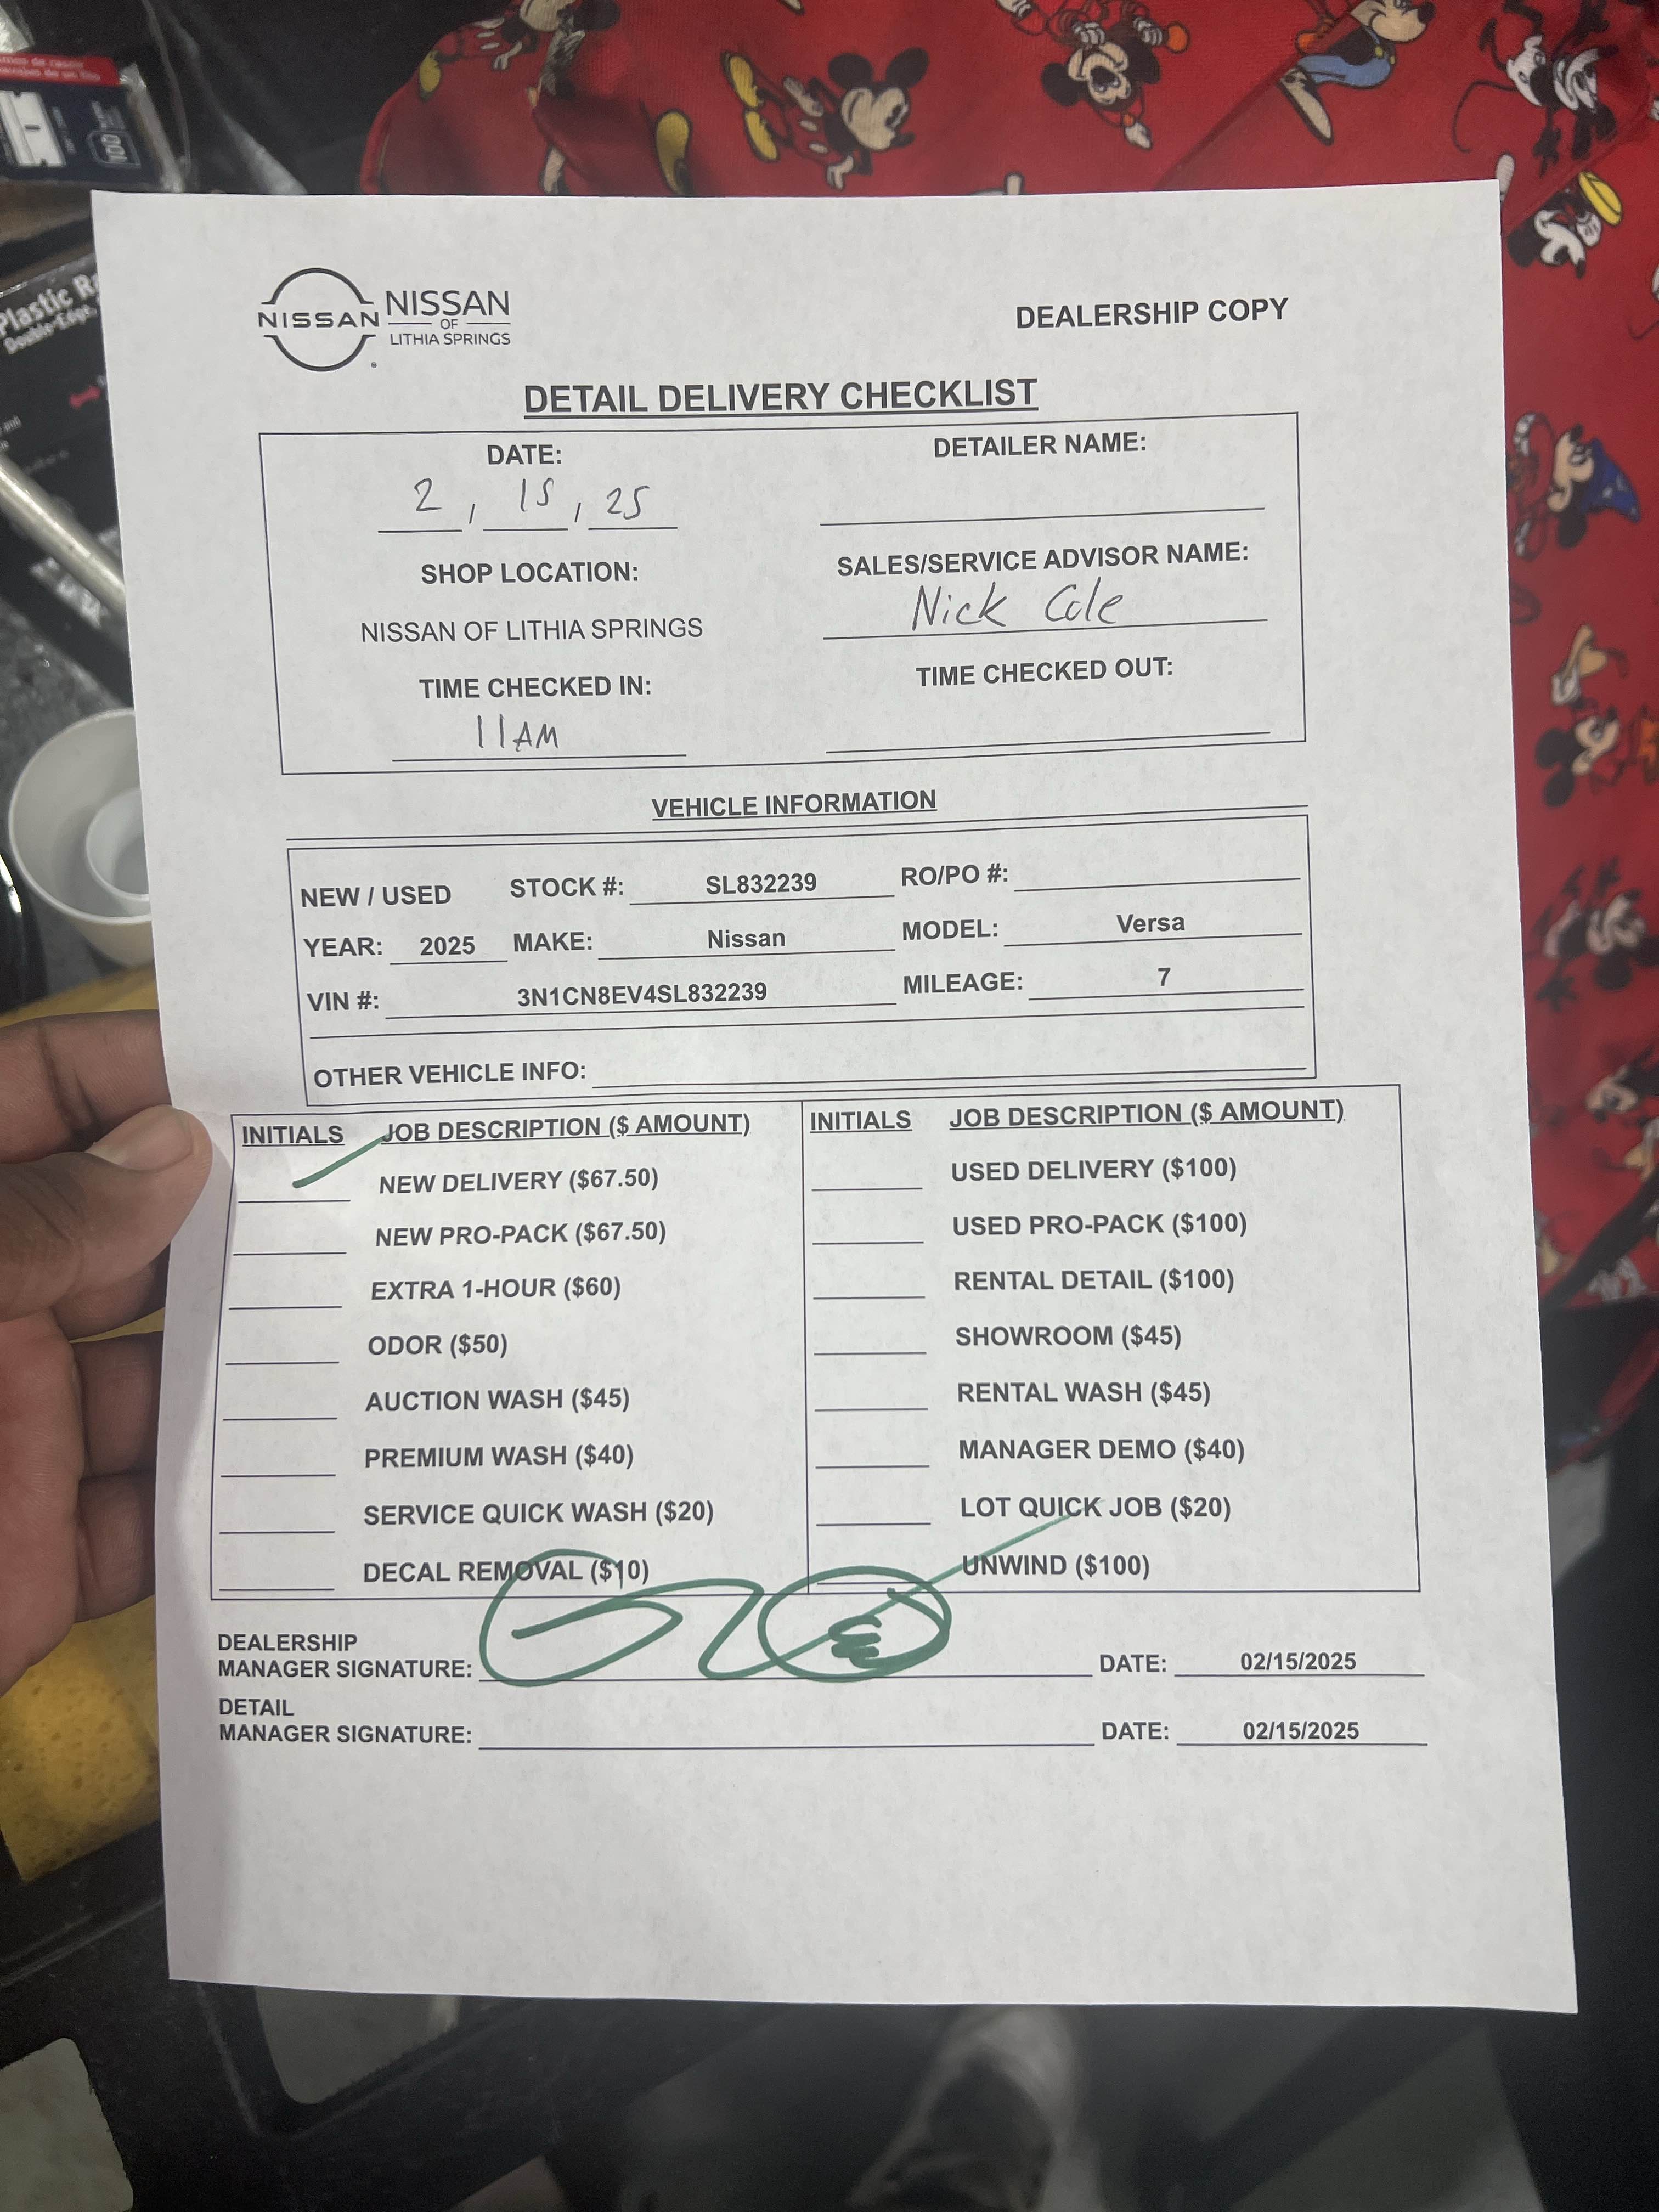 Plastic Ra
Double-Edge,
100
NISSAN
NISSAN
OF
LITHIA SPRINGS
DEALERSHIP COPY
DETAIL DELIVERY CHECKLIST
DATE:
2 / 15 / 25
DETAILER NAME:
SHOP LOCATION:
NISSAN OF LITHIA SPRINGS
SALES/SERVICE ADVISOR NAME:
Nick Cole
TIME CHECKED IN:
11AM
TIME CHECKED OUT:
VEHICLE INFORMATION
NEW / USED STOCK #: SL832239 RO/PO #:
YEAR: 2025 MAKE: Nissan MODEL: Versa
VIN #: 3N1CN8EV4SL832239 MILEAGE: 7
OTHER VEHICLE INFO:
INITIALS JOB DESCRIPTION ($ AMOUNT)
NEW DELIVERY ($67.50)
NEW PRO-PACK ($67.50)
EXTRA 1-HOUR ($60)
ODOR ($50)
AUCTION WASH ($45)
PREMIUM WASH ($40)
SERVICE QUICK WASH ($20)
DECAL REMOVAL ($10)
INITIALS JOB DESCRIPTION ($ AMOUNT)
USED DELIVERY ($100)
USED PRO-PACK ($100)
RENTAL DETAIL ($100)
SHOWROOM ($45)
RENTAL WASH ($45)
MANAGER DEMO ($40)
LOT QUICK JOB ($20)
UNWIND ($100)
DEALERSHIP
MANAGER SIGNATURE: DATE: 02/15/2025
DETAIL
MANAGER SIGNATURE: DATE: 02/15/2025